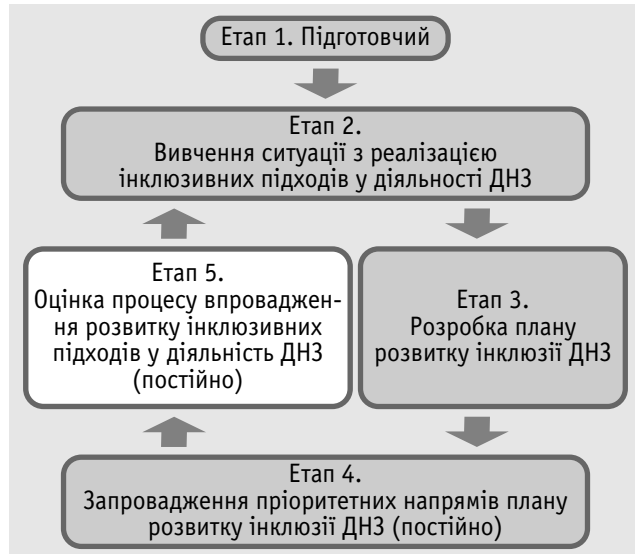 Етап 1. Підготовчий
Етап 2.
Вивчення ситуації з реалізацією
інклюзивних підходів у діяльності ДНЗ
Етап 5.
Оцінка процесу впроваджен-
ня розвитку інклюзивних
підходів у діяльність ДНЗ
(постійно)
Етап 3.
Розробка плану
розвитку інклюзії ДНЗ
Етап 4.
Запровадження пріоритетних напрямів плану
розвитку інклюзії ДНЗ (постійно)